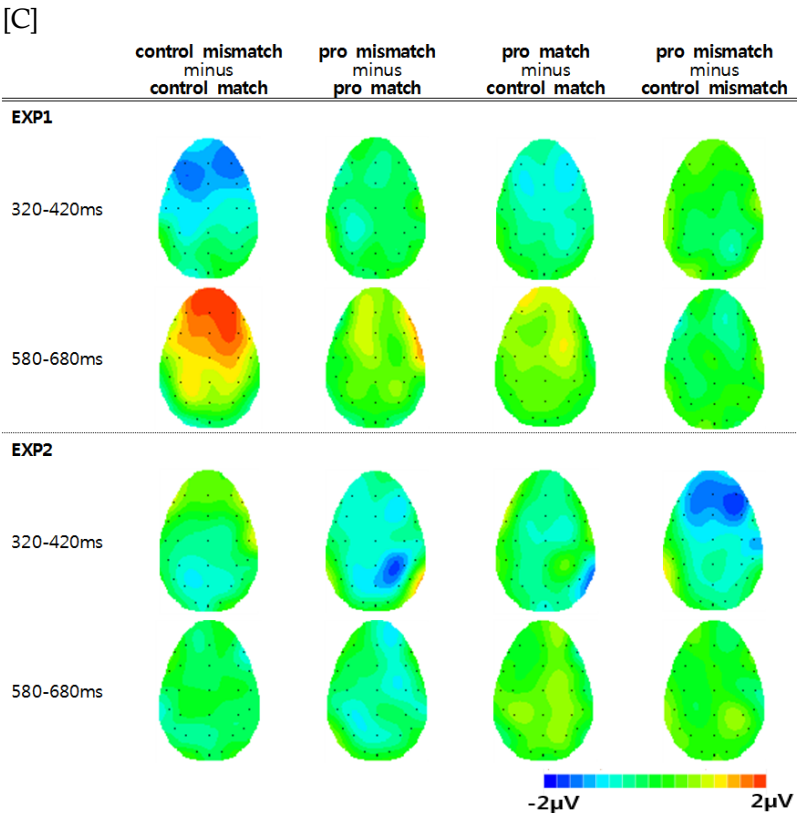 [C]
control mismatch minus control match
pro mismatch minus pro match
pro match minus control match
pro mismatch minus control mismatch
EXP1
320-420ms
580-680ms
EXP2
320-420ms
580-680ms
-2μV
2μV